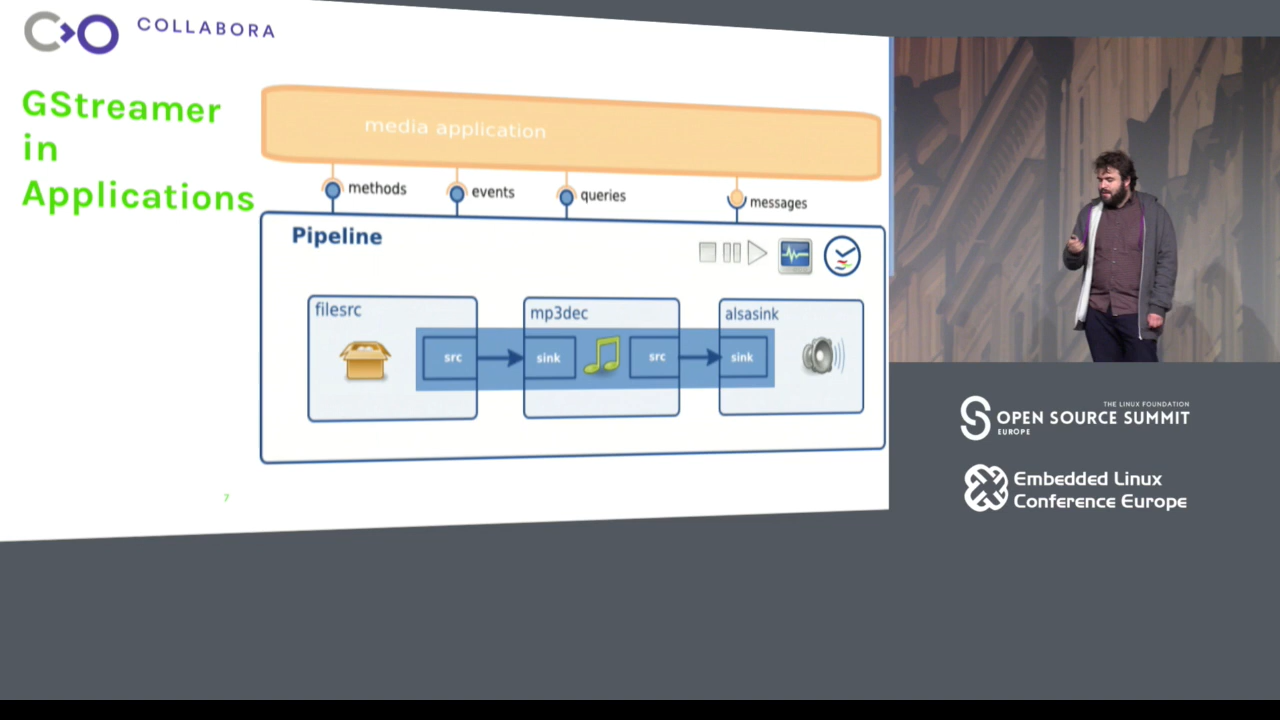 COLLABORA
GStreamer
in
Applications
media application
methods
events
queries
messages
Pipeline
filesrc
mp3dec
alsasink
src
sink
src
sink
7
THE LINUX FOUNDATION
OPEN SOURCE SUMMIT
EUROPE
Embedded Linux
Conference Europe